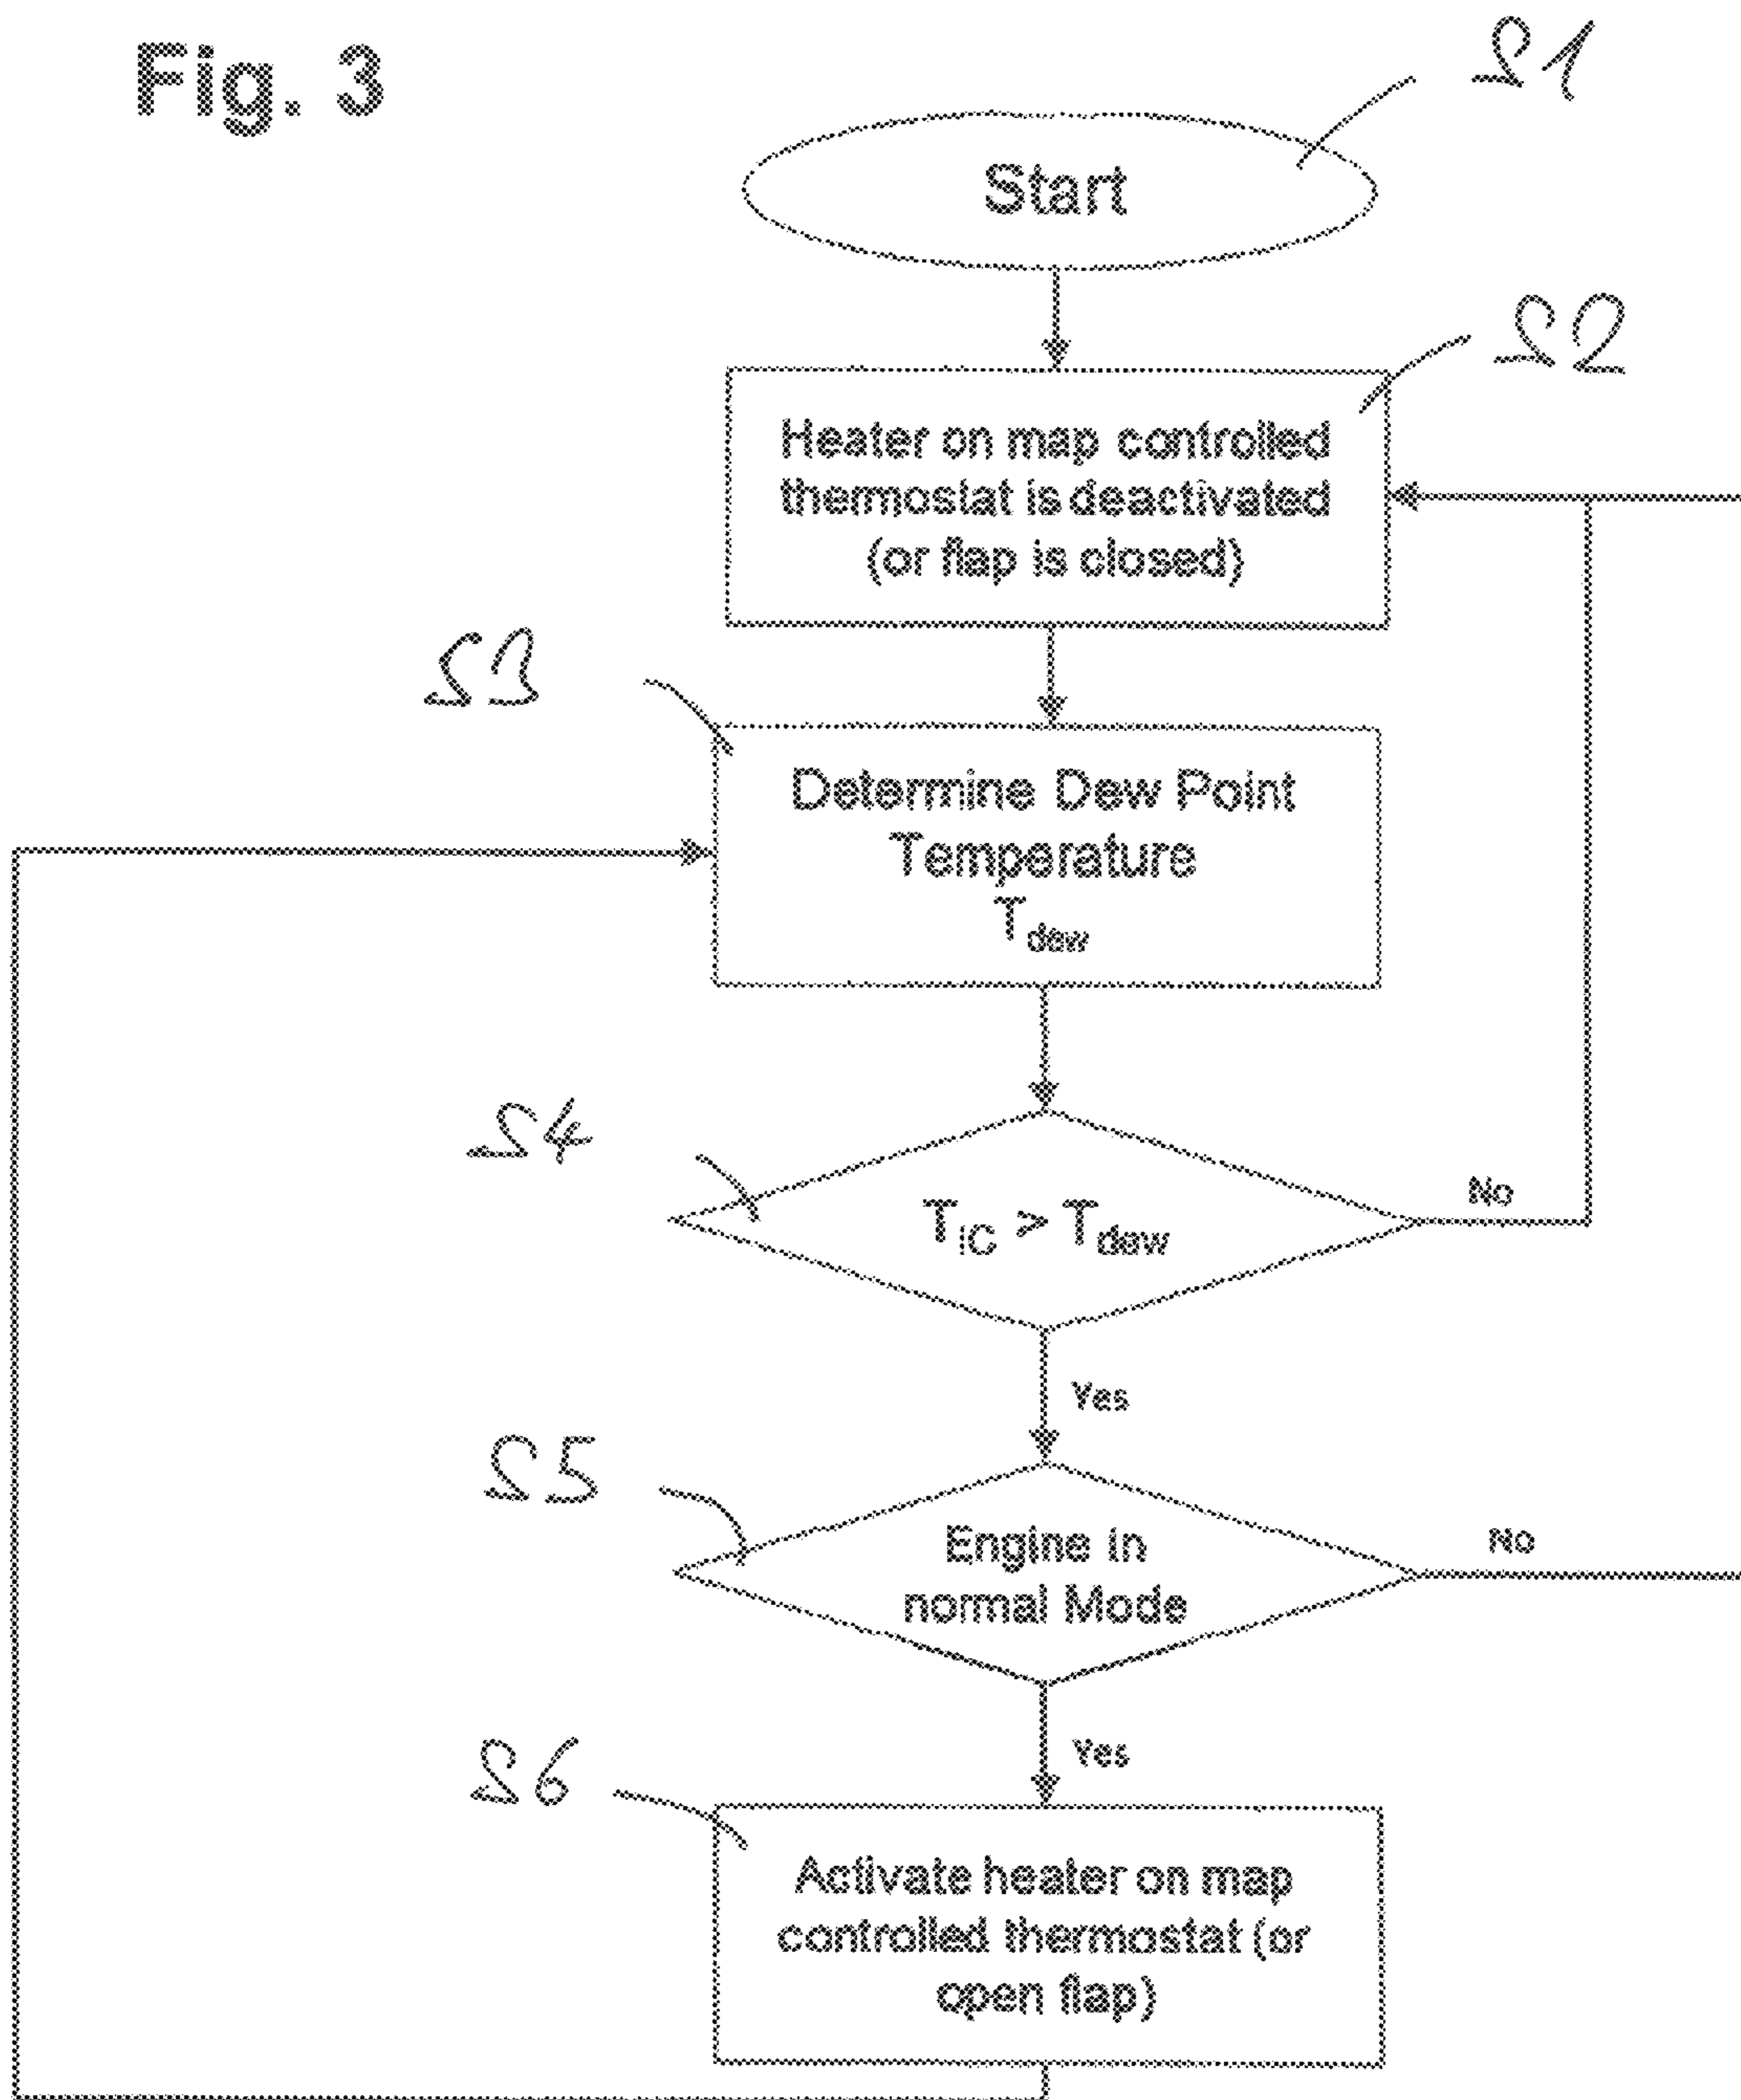 Fig. 3
S1
Start
S2
Heater on map controlled
thermostat is deactivated
(or flap is closed)
S3
Determine Dew Point
Temperature
T_dew
S4
T_IC > T_dew
No
Yes
S5
Engine in
normal Mode
No
Yes
S6
Activate heater on map
controlled thermostat (or
open flap)